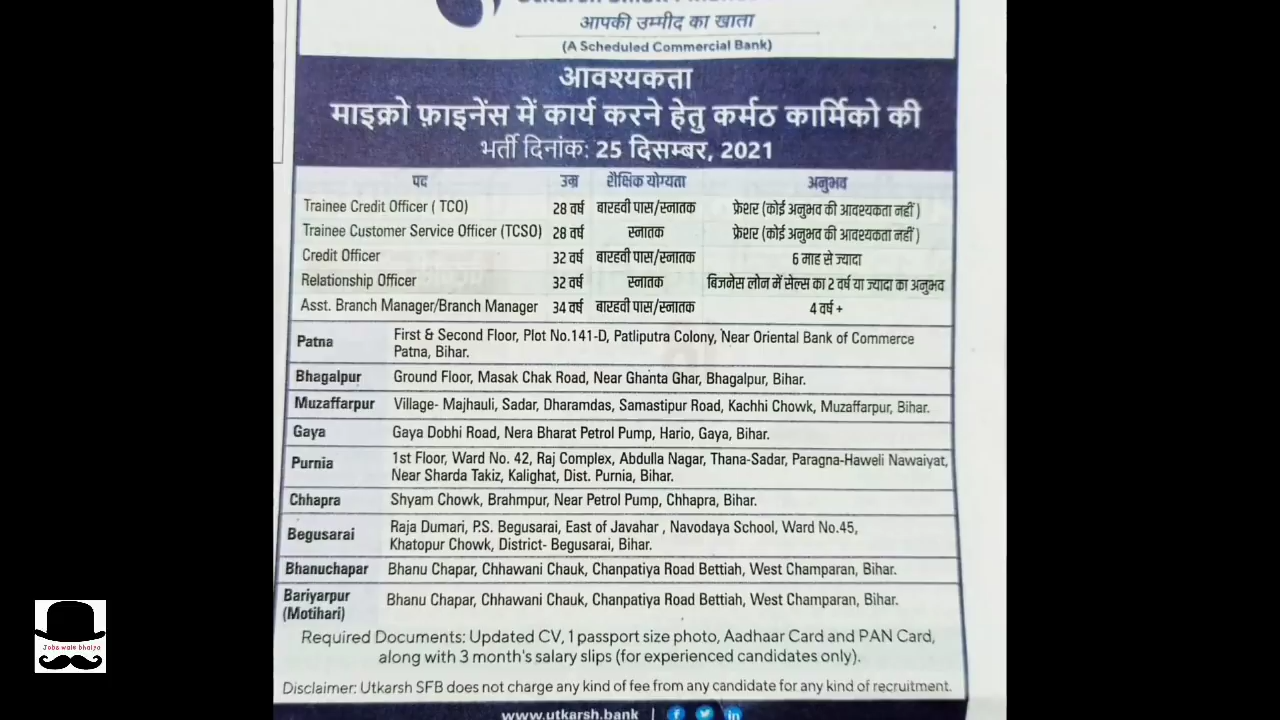 आपकी उम्मीद का खाता
(A Scheduled Commercial Bank)
आवश्यकता
माइक्रो फ़ाइनेंस में कार्य करने हेतु कर्मठ कार्मिको की
भर्ती दिनांक: 25 दिसम्बर, 2021
पद उम्र शैक्षिक योग्यता अनुभव
Trainee Credit Officer ( TCO) 28 वर्ष बारहवी पास/स्नातक फ्रेशर (कोई अनुभव की आवश्यकता नहीं )
Trainee Customer Service Officer (TCSO) 28 वर्ष स्नातक फ्रेशर (कोई अनुभव की आवश्यकता नहीं )
Credit Officer 32 वर्ष बारहवी पास/स्नातक 6 माह से ज्यादा
Relationship Officer 32 वर्ष स्नातक बिजनेस लोन में सेल्स का 2 वर्ष या ज्यादा का अनुभव
Asst. Branch Manager/Branch Manager 34 वर्ष बारहवी पास/स्नातक 4 वर्ष +
Patna First & Second Floor, Plot No.141-D, Patliputra Colony, Near Oriental Bank of Commerce
Patna, Bihar.
Bhagalpur Ground Floor, Masak Chak Road, Near Ghanta Ghar, Bhagalpur, Bihar.
Muzaffarpur Village- Majhauli, Sadar, Dharamdas, Samastipur Road, Kachhi Chowk, Muzaffarpur, Bihar.
Gaya Gaya Dobhi Road, Nera Bharat Petrol Pump, Hario, Gaya, Bihar.
Purnia 1st Floor, Ward No. 42, Raj Complex, Abdulla Nagar, Thana-Sadar, Paragna-Haweli Nawaiyat,
Near Sharda Takiz, Kalighat, Dist. Purnia, Bihar.
Chhapra Shyam Chowk, Brahmpur, Near Petrol Pump, Chhapra, Bihar.
Begusarai Raja Dumari, P.S. Begusarai, East of Javahar , Navodaya School, Ward No.45,
Khatopur Chowk, District- Begusarai, Bihar.
Bhanuchapar Bhanu Chapar, Chhawani Chauk, Chanpatiya Road Bettiah, West Champaran, Bihar.
Bariyarpur
(Motihari) Bhanu Chapar, Chhawani Chauk, Chanpatiya Road Bettiah, West Champaran, Bihar.
Required Documents: Updated CV, 1 passport size photo, Aadhaar Card and PAN Card,
along with 3 month's salary slips (for experienced candidates only).
Disclaimer: Utkarsh SFB does not charge any kind of fee from any candidate for any kind of recruitment.
www.utkarsh.bank |
Jobs wale bhaiya